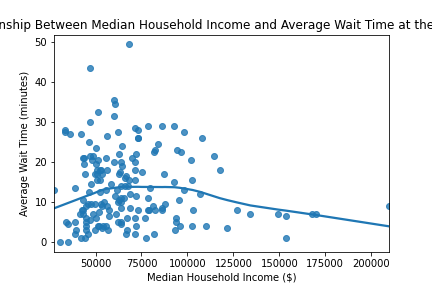 nship Between Median Household Income and Average Wait Time at the
50
40
30
20
10
0
Average Wait Time (minutes)
50000 75000 100000 125000 150000 175000 200000
Median Household Income ($)